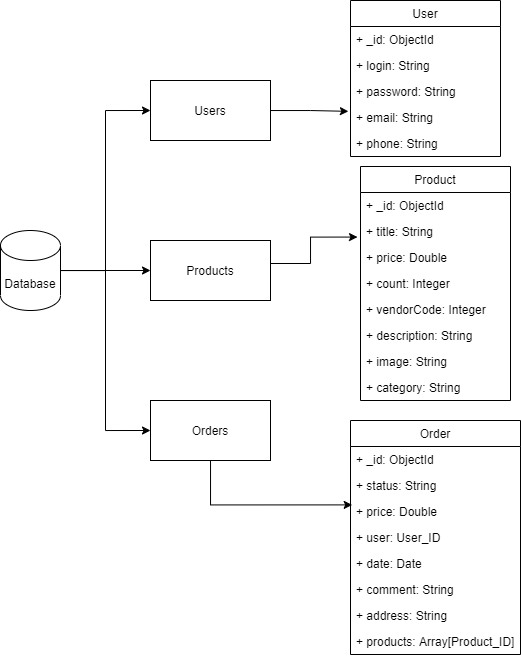 User
+ _id: ObjectId
+ login: String
+ password: String
+ email: String
+ phone: String
Users
Product
+ _id: ObjectId
+ title: String
+ price: Double
+ count: Integer
+ vendorCode: Integer
+ description: String
+ image: String
+ category: String
Database
Products
Orders
Order
+ _id: ObjectId
+ status: String
+ price: Double
+ user: User_ID
+ date: Date
+ comment: String
+ address: String
+ products: Array[Product_ID]